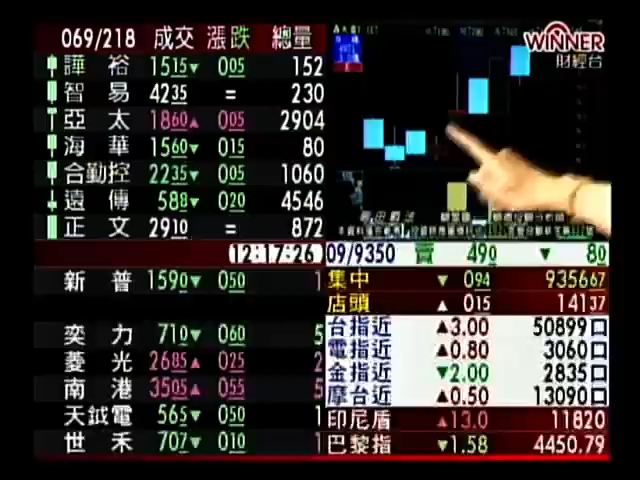 069/218 成交 漲跌 總量
譁裕 1515▼ 005 152
智易 4235 = 230
亞太 1860▲ 005 2904
海華 1560▼ 015 80
合勤控 2235▼ 005 1060
遠傳 588▼ 020 4546
正文 2910 = 872
12:17:26
新普 1590▼ 050 1
奕力 710▼ 060 5
菱光 2685▲ 025 2
南港 3505▲ 055 5
天鉞電 565▼ 050 1
世禾 707▼ 010 1
WINNER
財經台
09/9350 賣 490 ▼ 80
集中 ▼ 094 935667
店頭 ▲ 015 14137
台指近 ▲3.00 50899口
電指近 ▲0.80 3060口
金指近 ▼2.00 2835口
摩台近 ▲0.50 13090口
印尼盾 ▲13.0 11820
巴黎指 ▼1.58 4450.79